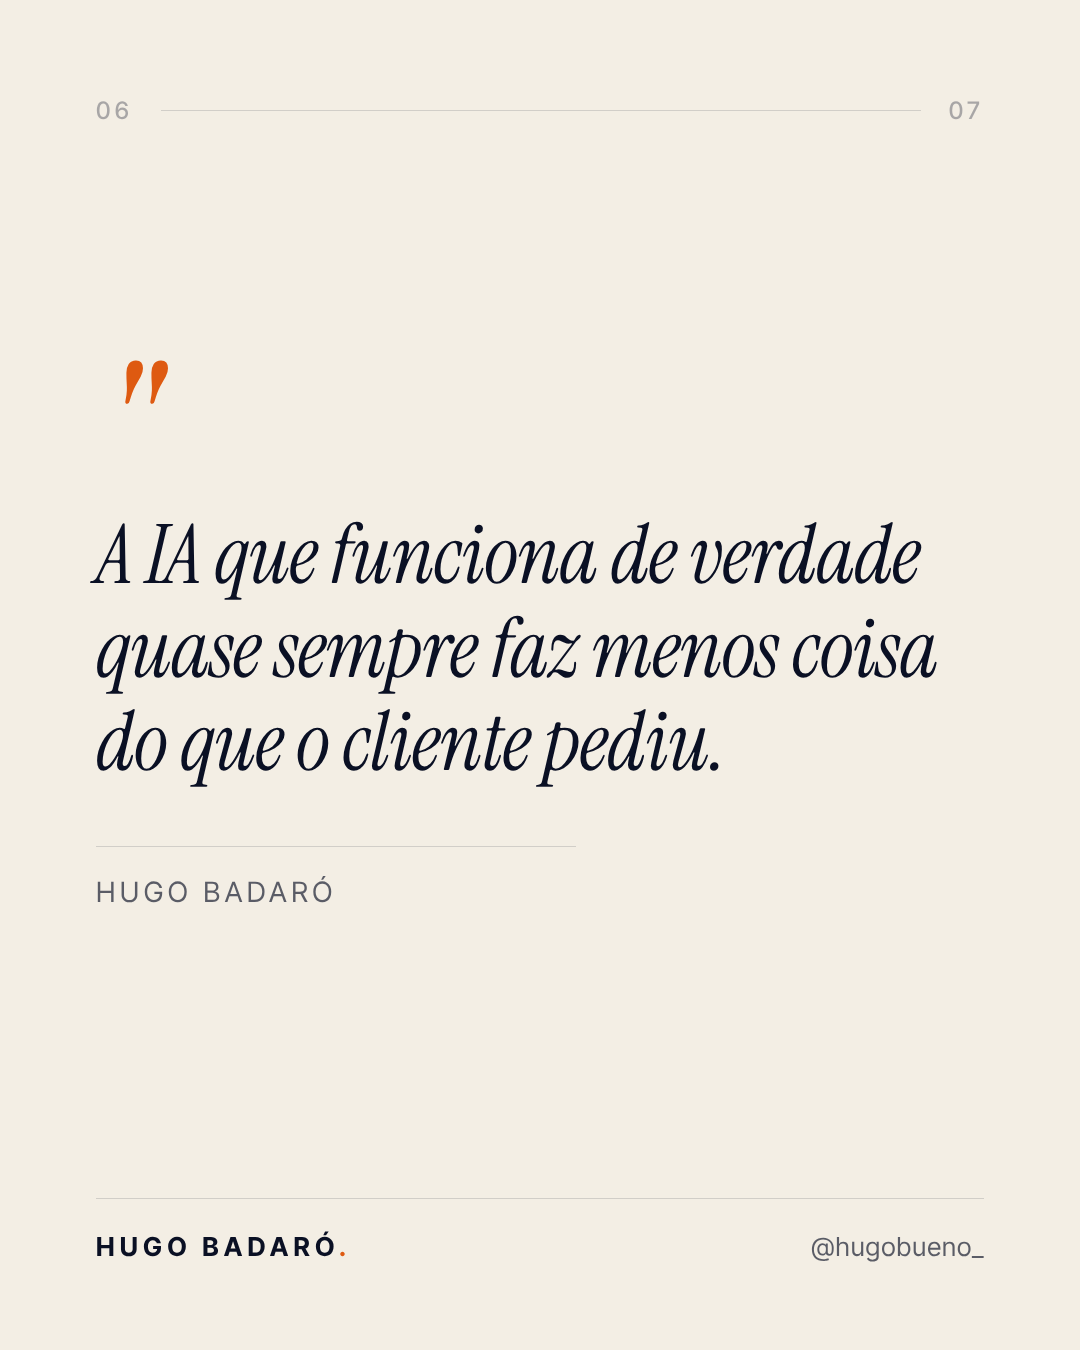 06 07
"
A IA que funciona de verdade
quase sempre faz menos coisa
do que o cliente pediu.
HUGO BADARÓ
HUGO BADARÓ. @hugobueno_